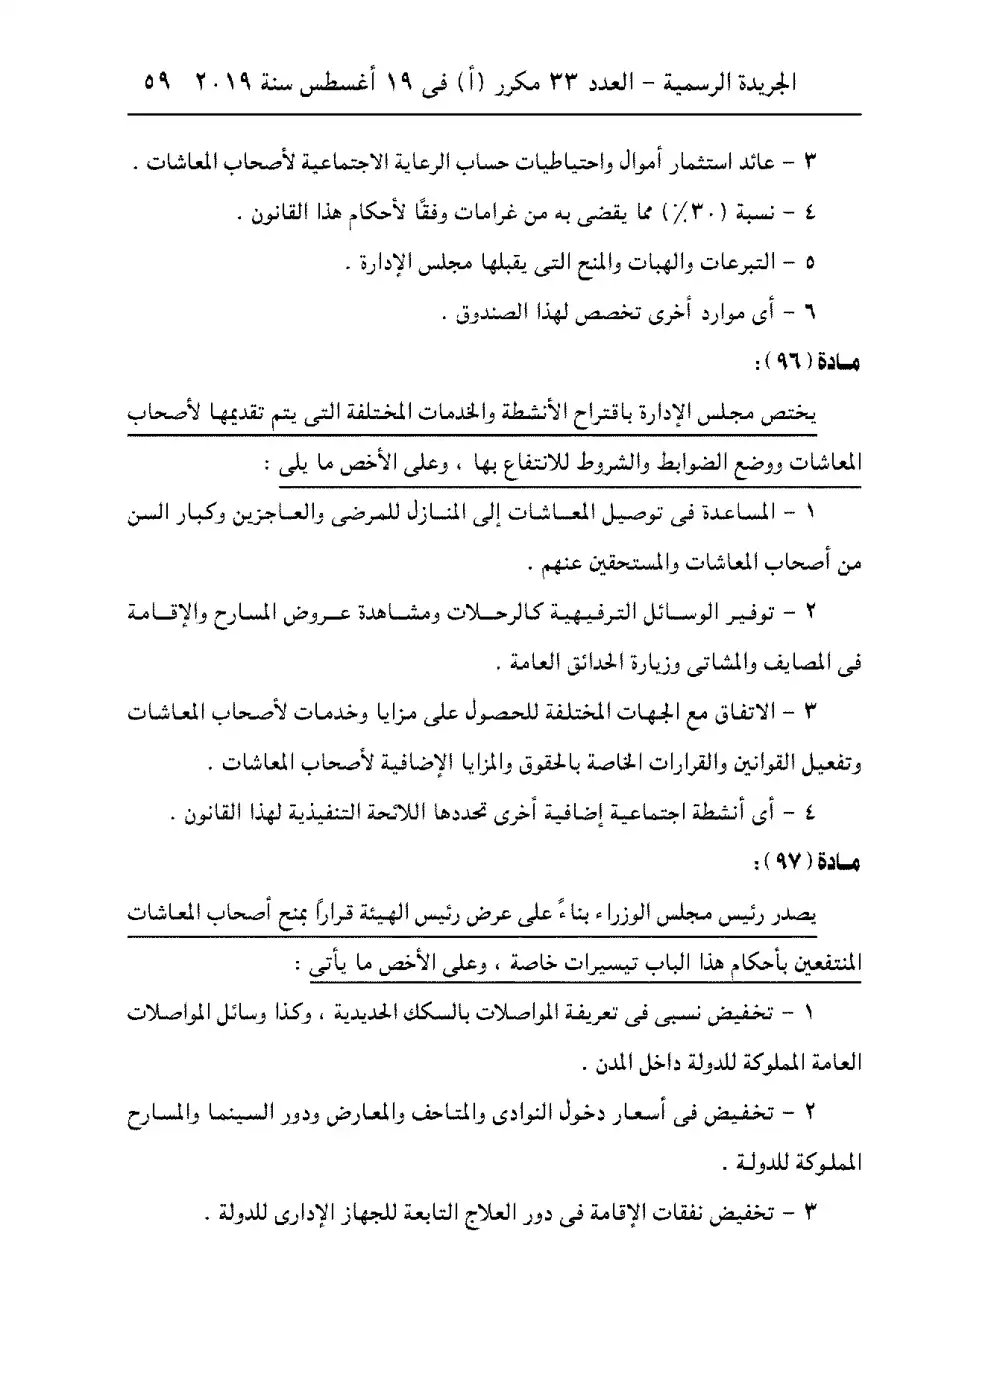 الجريدة الرسمية - العدد ٣٣ مكرر (أ) فى ١٩ أغسطس سنة ٢٠١٩ ٥٩
٣ - عائد استثمار أموال واحتياطيات حساب الرعاية الاجتماعية لأصحاب المعاشات .
٤ - نسبة (٣٠٪) مما يقضى به من غرامات وفقًا لأحكام هذا القانون .
٥ - التبرعات والهبات والمنح التى يقبلها مجلس الإدارة .
٦ - أى موارد أخرى تخصص لهذا الصندوق .
مــادة (٩٦):
يختص مجلس الإدارة باقتراح الأنشطة والخدمات المختلفة التى يتم تقديمها لأصحاب
المعاشات ووضع الضوابط والشروط للانتفاع بها ، وعلى الأخص ما يلى :
١ - المساعدة فى توصيل المعاشات إلى المنازل للمرضى والعاجزين وكبار السن
من أصحاب المعاشات والمستحقين عنهم .
٢ - توفير الوسائل الترفيهية كالرحلات ومشاهدة عروض المسارح والإقامة
فى المصايف والمشاتى وزيارة الحدائق العامة .
٣ - الاتفاق مع الجهات المختلفة للحصول على مزايا وخدمات لأصحاب المعاشات
وتفعيل القوانين والقرارات الخاصة بالحقوق والمزايا الإضافية لأصحاب المعاشات .
٤ - أى أنشطة اجتماعية إضافية أخرى تحددها اللائحة التنفيذية لهذا القانون .
مــادة (٩٧):
يصدر رئيس مجلس الوزراء بناءً على عرض رئيس الهيئة قرارًا بمنح أصحاب المعاشات
المنتفعين بأحكام هذا الباب تيسيرات خاصة ، وعلى الأخص ما يأتى :
١ - تخفيض نسبى فى تعريفة المواصلات بالسكك الحديدية ، وكذا وسائل المواصلات
العامة المملوكة للدولة داخل المدن .
٢ - تخفيض فى أسعار دخول النوادى والمتاحف والمعارض ودور السينما والمسارح
المملوكة للدولة .
٣ - تخفيض نفقات الإقامة فى دور العلاج التابعة للجهاز الإدارى للدولة .